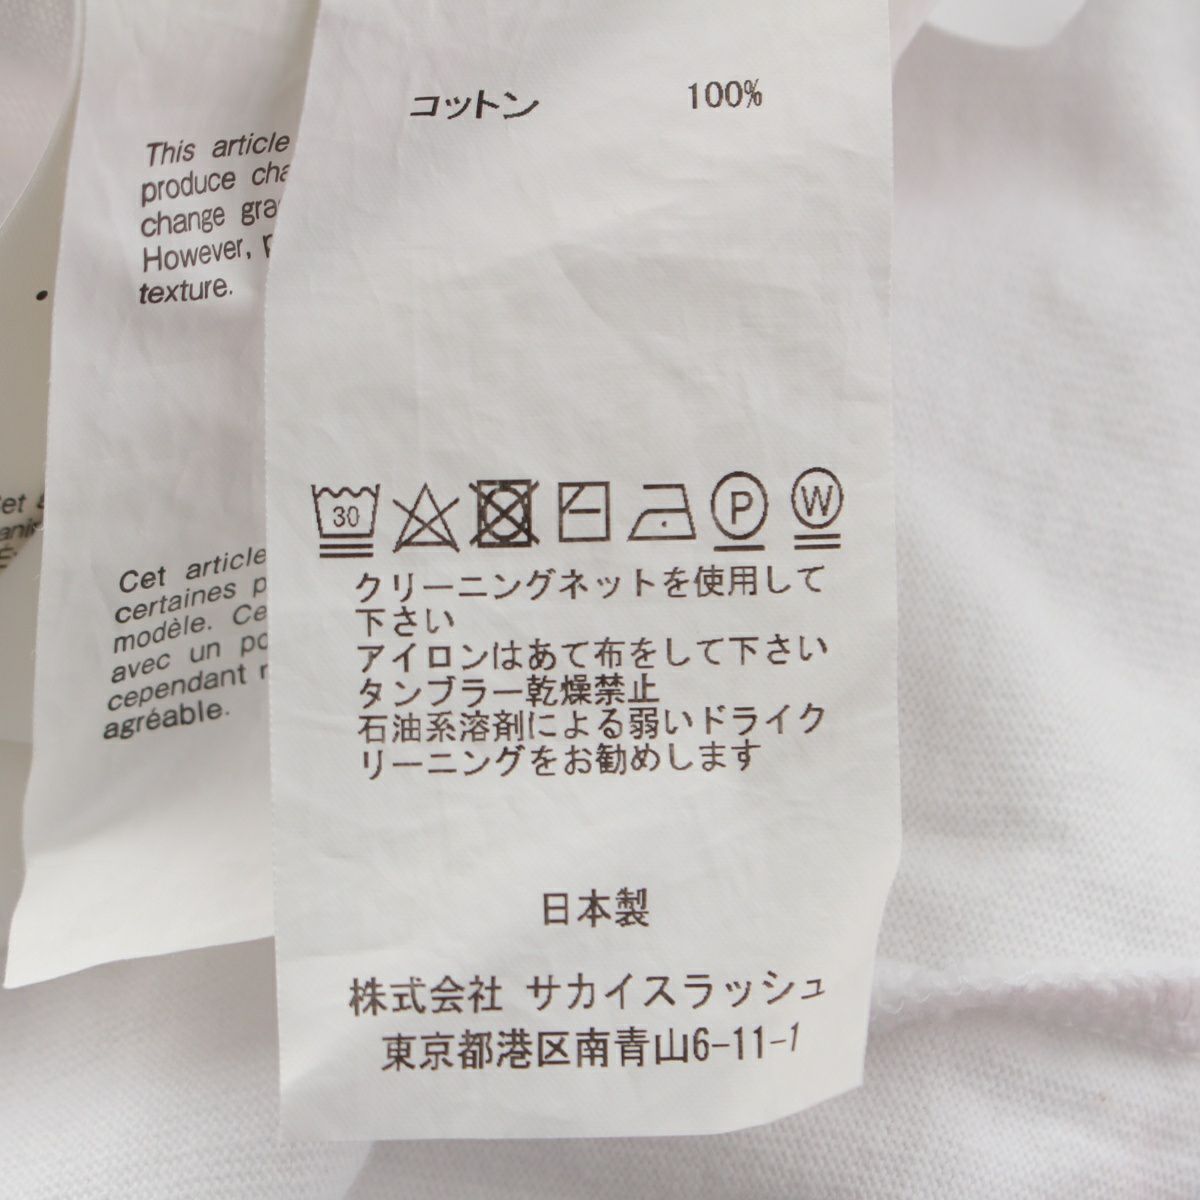 コットン 100%
30
P
W
クリーニングネットを使用して
下さい
アイロンはあて布をして下さい
タンブラー乾燥禁止
石油系溶剤による弱いドライク
リーニングをお勧めします
日本製
株式会社 サカイスラッシュ
東京都港区南青山6-11-1
This article
produce
change
However,
texture.
Cet article
certaines
modèle.
avec un
cependant
agréable.